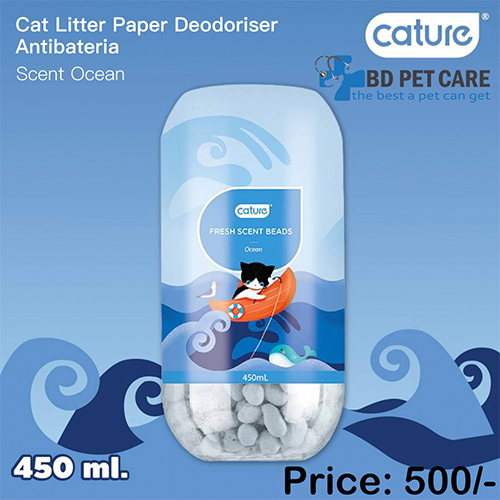 Cat Litter Paper Deodoriser
Antibateria
Scent Ocean
cature®
BD PET CARE
the best a pet can get
cature
FRESH SCENT BEADS
Ocean
450mL
450 ml.
Price: 500/-